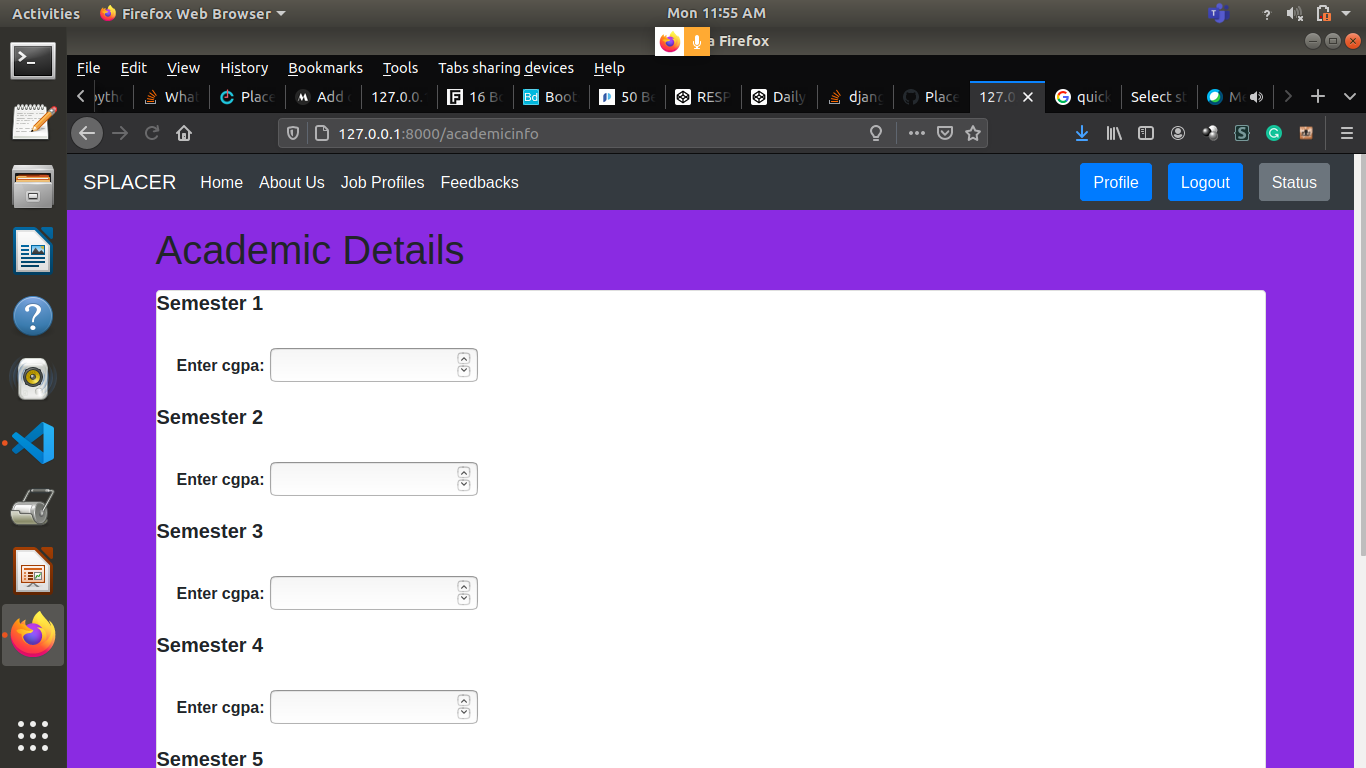 Activities Firefox Web Browser Mon 11:55 AM ?
a Firefox
File Edit View History Bookmarks Tools Tabs sharing devices Help
What Place Add 127.0.0. 16 Bo Bd Boot 50 Be RESP Daily djang Place 127.0 quick Select st
127.0.0.1:8000/academicinfo
SPLACER Home About Us Job Profiles Feedbacks Profile Logout Status
Academic Details
Semester 1
Enter cgpa:
Semester 2
Enter cgpa:
Semester 3
Enter cgpa:
Semester 4
Enter cgpa:
Semester 5